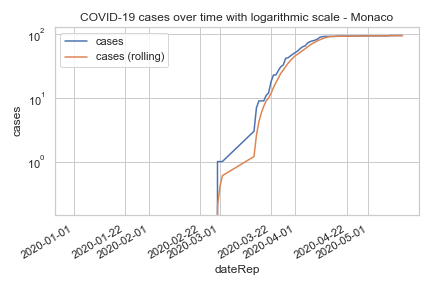 COVID-19 cases over time with logarithmic scale - Monaco
cases
cases (rolling)
10²
10¹
10⁰
cases
2020-01-01
2020-01-22
2020-02-01
2020-02-22
2020-03-01
2020-03-22
2020-04-01
2020-04-22
2020-05-01
dateRep